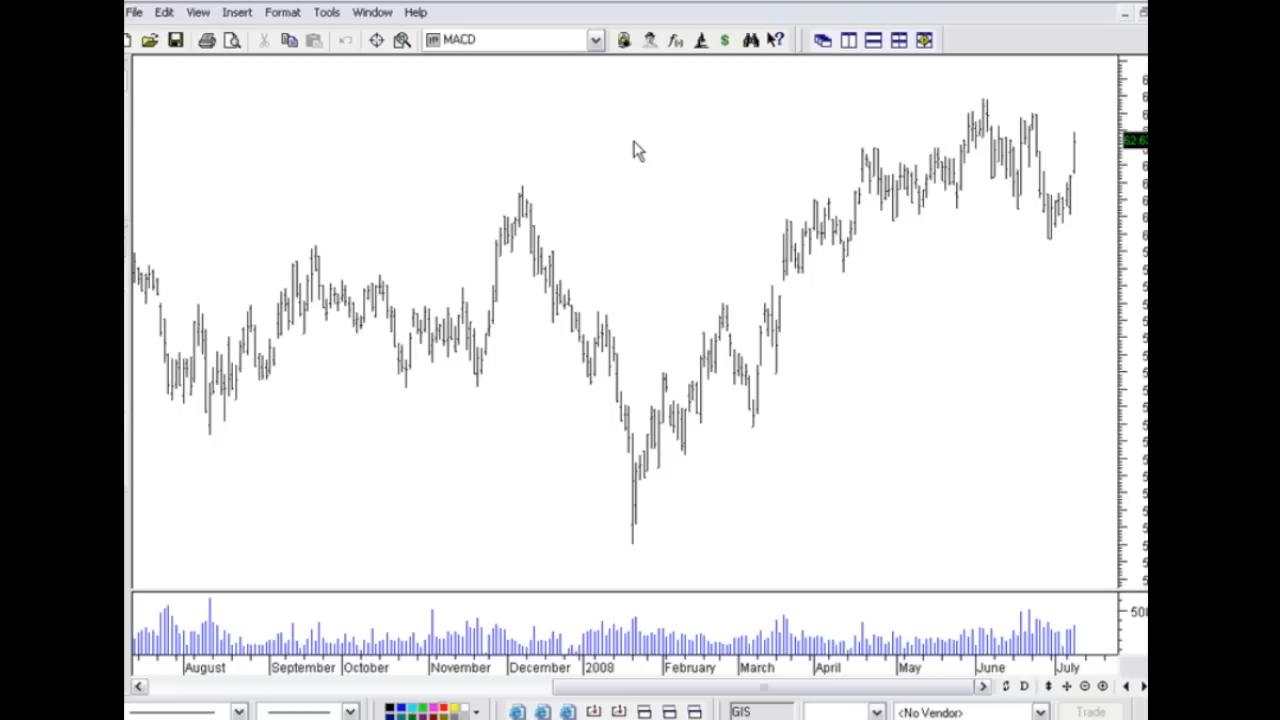 File Edit View Insert Format Tools Window Help
MACD
August September October November December 2008 February March April May June July
D
GIS <No Vendor> Trade